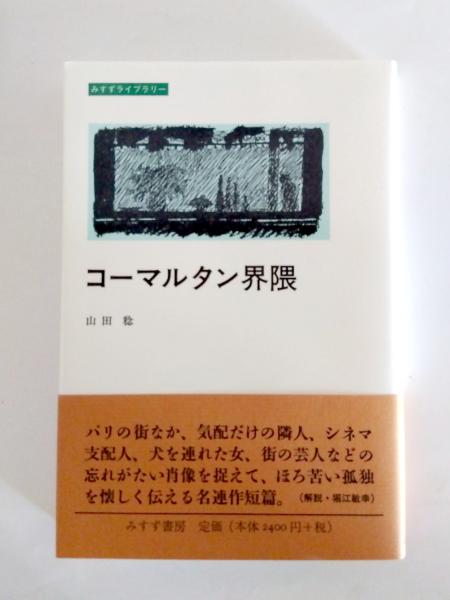 みすずライブラリー
コーマルタン界隈
山田 稔
パリの街なか、気配だけの隣人、シネマ
支配人、犬を連れた女、街の芸人などの
忘れがたい肖像を捉えて、ほろ苦い孤独
を懐しく伝える名連作短篇。（解説・堀江敏幸）
みすず書房 定価（本体2400円+税）